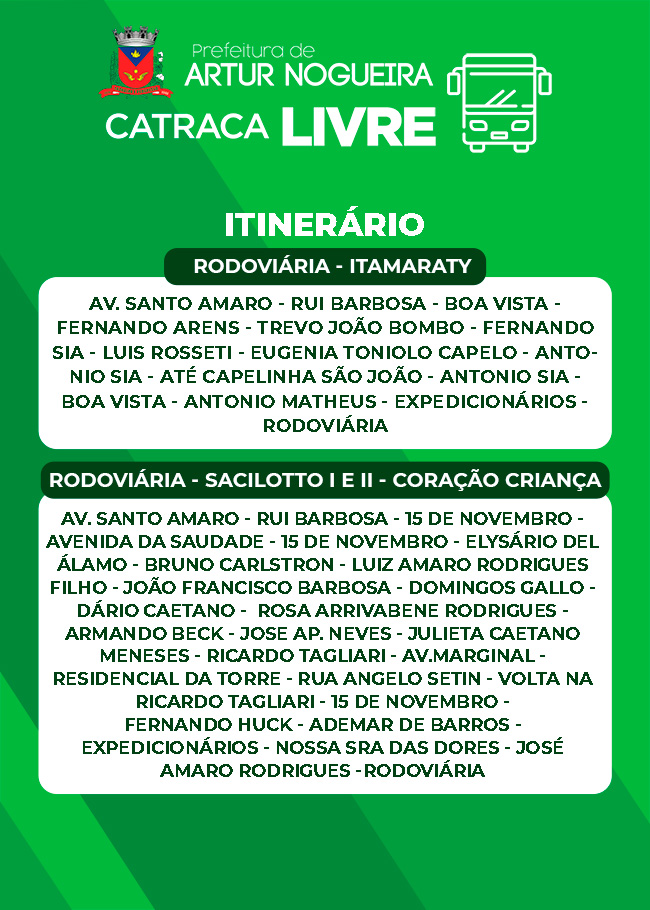 Prefeitura de
ARTUR NOGUEIRA
CATRACA LIVRE
ITINERÁRIO
RODOVIÁRIA - ITAMARATY
AV. SANTO AMARO - RUI BARBOSA - BOA VISTA -
FERNANDO ARENS - TREVO JOÃO BOMBO - FERNANDO
SIA - LUIS ROSSETI - EUGENIA TONIOLO CAPELO - ANTO-
NIO SIA - ATÉ CAPELINHA SÃO JOÃO - ANTONIO SIA -
BOA VISTA - ANTONIO MATHEUS - EXPEDICIONÁRIOS -
RODOVIÁRIA
RODOVIÁRIA - SACILOTTO I E II - CORAÇÃO CRIANÇA
AV. SANTO AMARO - RUI BARBOSA - 15 DE NOVEMBRO -
AVENIDA DA SAUDADE - 15 DE NOVEMBRO - ELYSÁRIO DEL
ÁLAMO - BRUNO CARLSTRON - LUIZ AMARO RODRIGUES
FILHO - JOÃO FRANCISCO BARBOSA - DOMINGOS GALLO -
DÁRIO CAETANO - ROSA ARRIVABENE RODRIGUES -
ARMANDO BECK - JOSE AP. NEVES - JULIETA CAETANO
MENESES - RICARDO TAGLIARI - AV.MARGINAL -
RESIDENCIAL DA TORRE - RUA ANGELO SETIN - VOLTA NA
RICARDO TAGLIARI - 15 DE NOVEMBRO -
FERNANDO HUCK - ADEMAR DE BARROS -
EXPEDICIONÁRIOS - NOSSA SRA DAS DORES - JOSÉ
AMARO RODRIGUES -RODOVIÁRIA